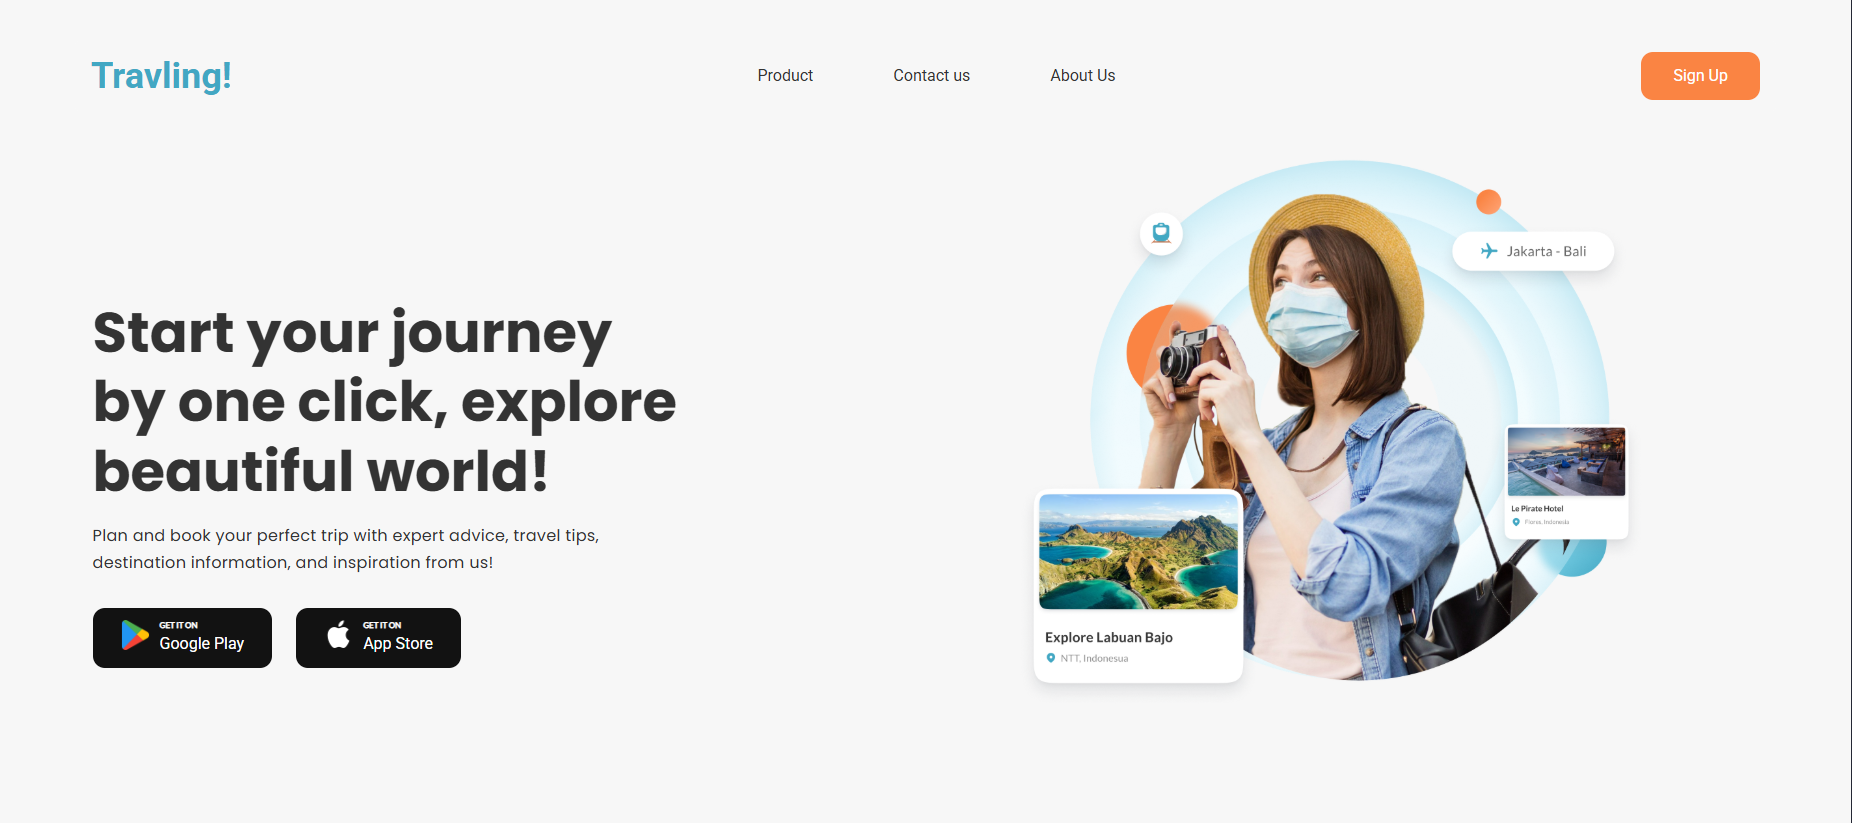 Travling!
Product
Contact us
About Us
Sign Up
Jakarta - Bali
Start your journey
by one click, explore
beautiful world!
Le Pirate Hotel
Flores, Indonesia
Plan and book your perfect trip with expert advice, travel tips,
destination information, and inspiration from us!
GET IT ON
Google Play
GET IT ON
App Store
Explore Labuan Bajo
NTT, Indonesua